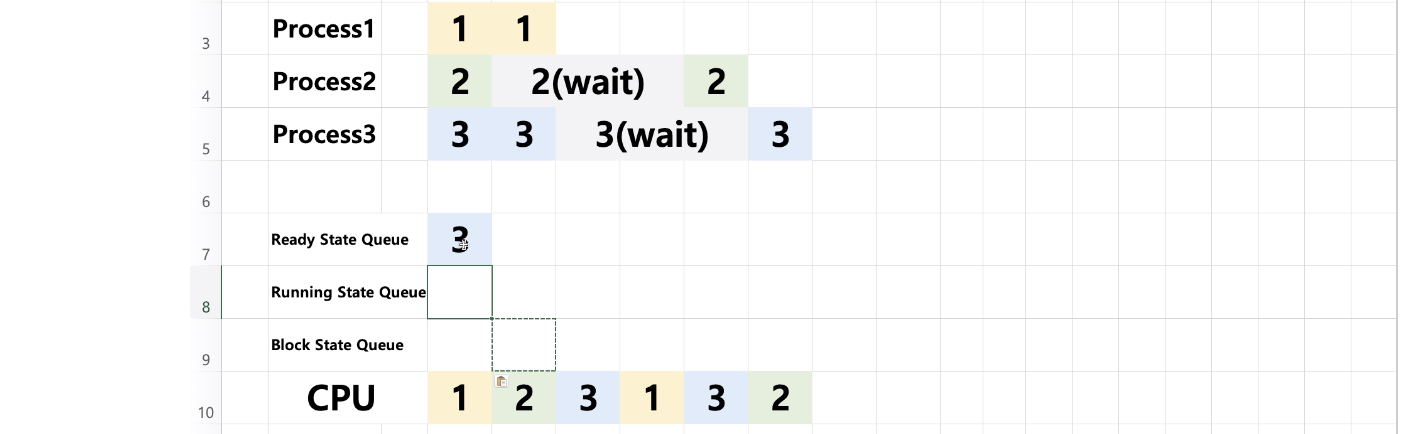 3 Process1 1 1
4 Process2 2 2(wait) 2
5 Process3 3 3 3(wait) 3
6
7 Ready State Queue 3
8 Running State Queue
9 Block State Queue
10 CPU 1 2 3 1 3 2